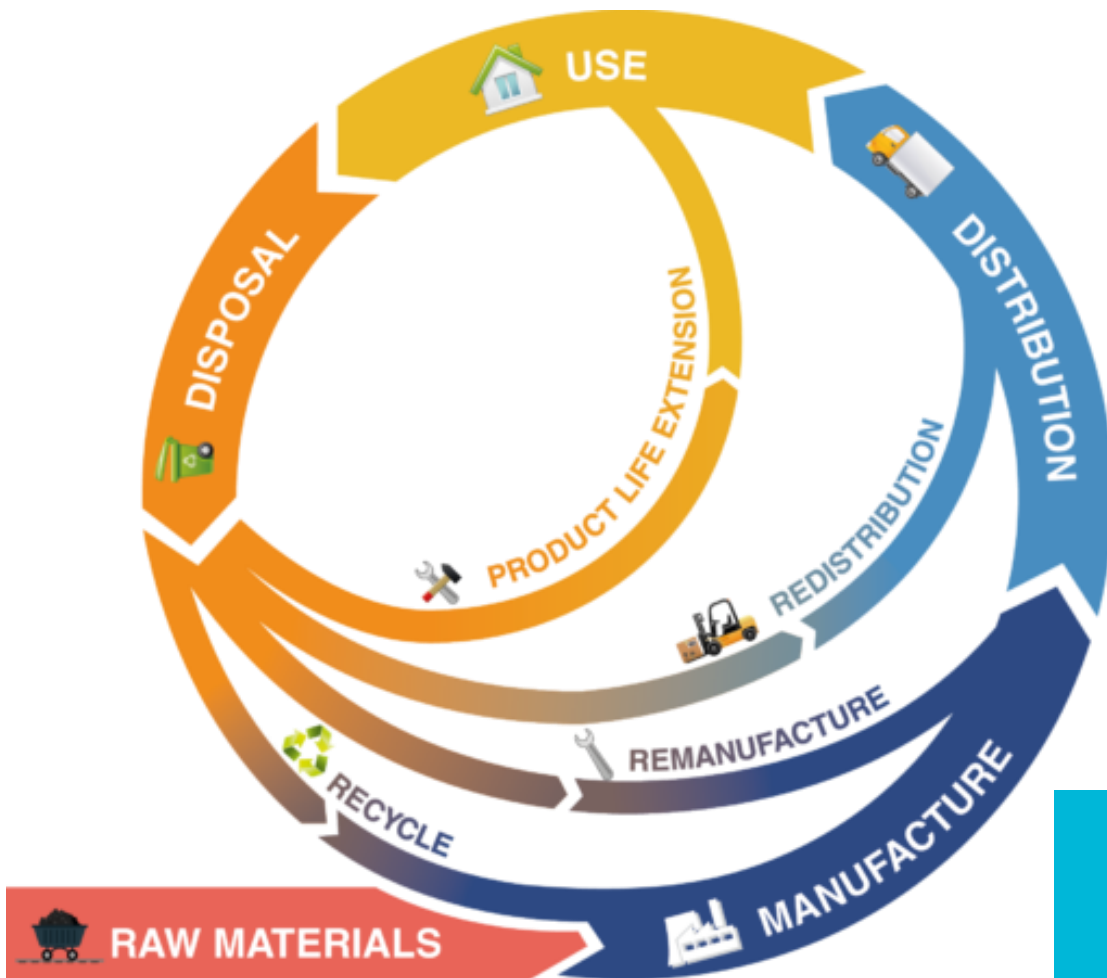 USE
DISTRIBUTION
DISPOSAL
PRODUCT LIFE EXTENSION
REDISTRIBUTION
REMANUFACTURE
RECYCLE
MANUFACTURE
RAW MATERIALS